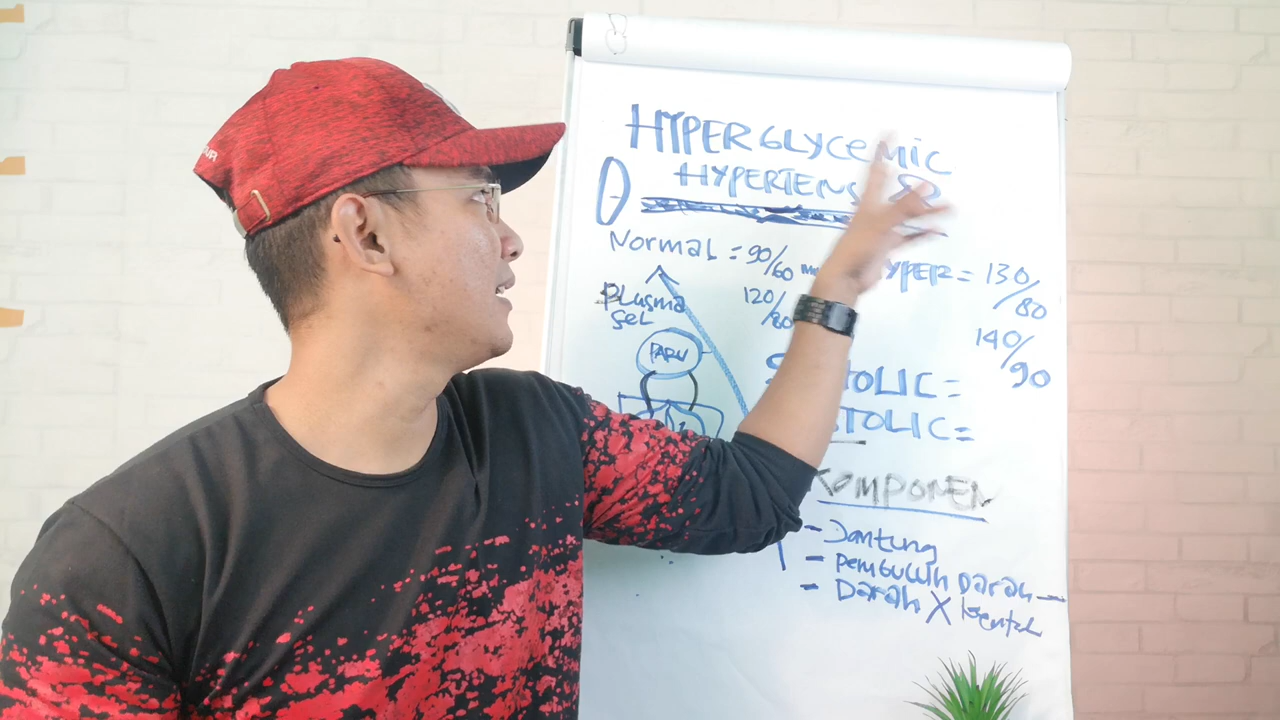 HYPERGLYCEMIC
HYPERTENS
Normal = 90/60
120/80
HYPER = 130/80
140/90
Plasma
sel
PARU
TOLIC =
STOLIC =
KOMPONEN
- Jantung
- Pembuluh Darah -
- Darah X kental